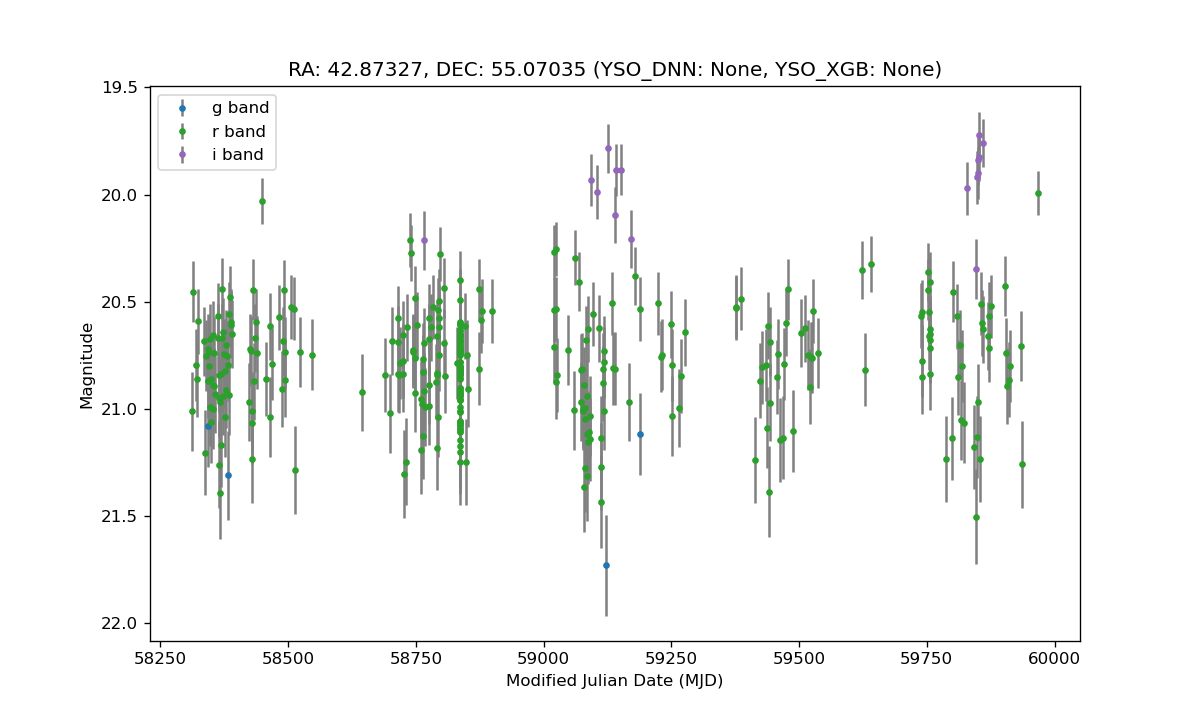 RA: 42.87327, DEC: 55.07035 (YSO_DNN: None, YSO_XGB: None)
g band
r band
i band
19.5
20.0
20.5
21.0
21.5
22.0
Magnitude
58250 58500 58750 59000 59250 59500 59750 60000
Modified Julian Date (MJD)